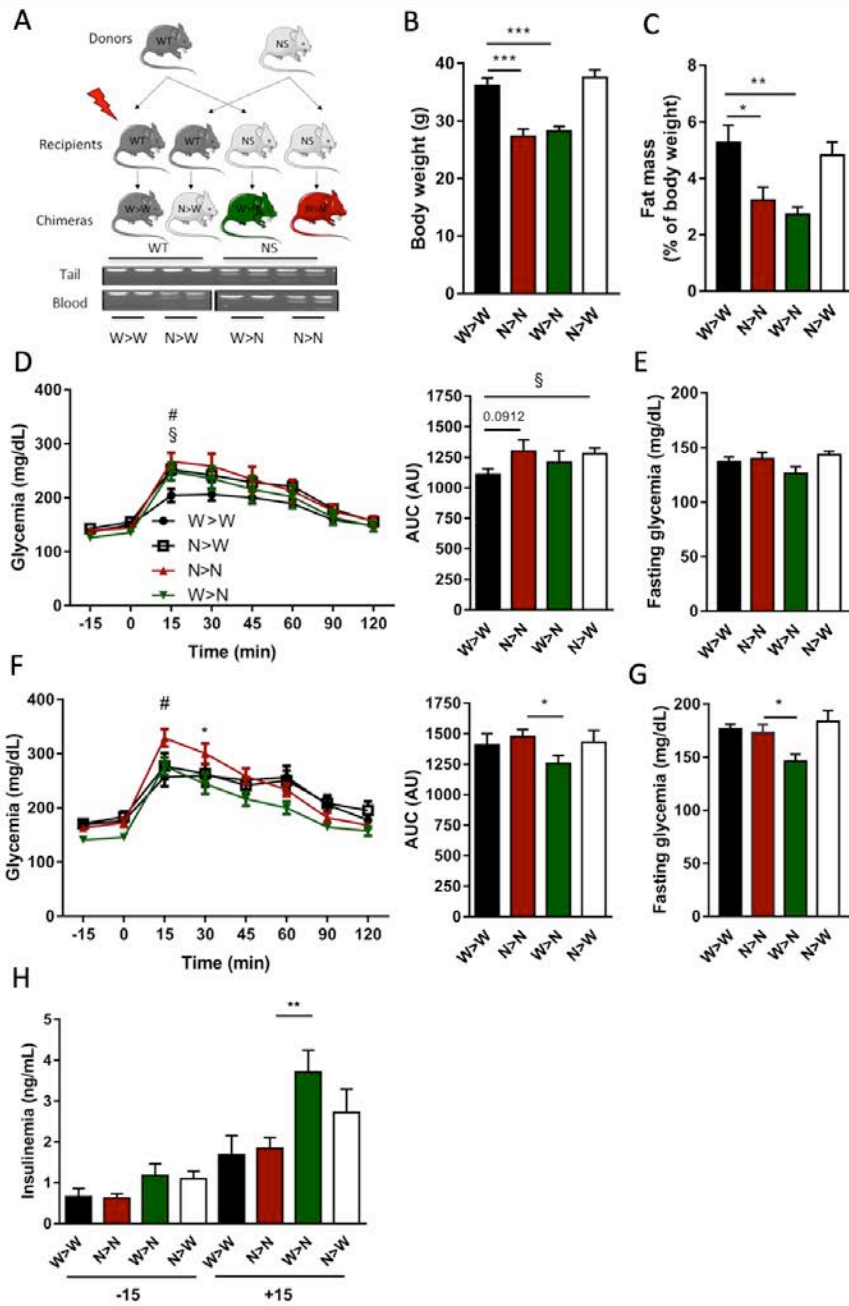 A
Donors
WT
NS
Recipients
WT
WT
NS
NS
Chimeras
W>W
N>W
WT
NS
Tail
Blood
W>W
N>W
W>N
N>N
B
Body weight (g)
40
30
20
10
0
***
***
W>W
N>N
W>N
N>W
C
Fat mass
(% of body weight)
8
6
4
2
0
**
*
W>W
N>N
W>N
N>W
D
Glycemia (mg/dL)
400
300
200
100
0
#
§
W>W
N>W
N>N
W>N
-15 0 15 30 45 60 90 120
Time (min)
AUC (AU)
1750
1500
1250
1000
750
500
250
0
§
0.0912
W>W
N>N
W>N
N>W
E
Fasting glycemia (mg/dL)
200
150
100
50
0
W>W
N>N
W>N
N>W
F
Glycemia (mg/dL)
400
300
200
100
0
#
*
-15 0 15 30 45 60 90 120
Time (min)
AUC (AU)
1750
1500
1250
1000
750
500
250
0
*
W>W
N>N
W>N
N>W
G
Fasting glycemia (mg/dL)
200
150
100
50
0
*
W>W
N>N
W>N
N>W
H
Insulinemia (ng/mL)
5
4
3
2
1
0
**
W>W
N>N
W>N
N>W
W>W
N>N
W>N
N>W
-15
+15